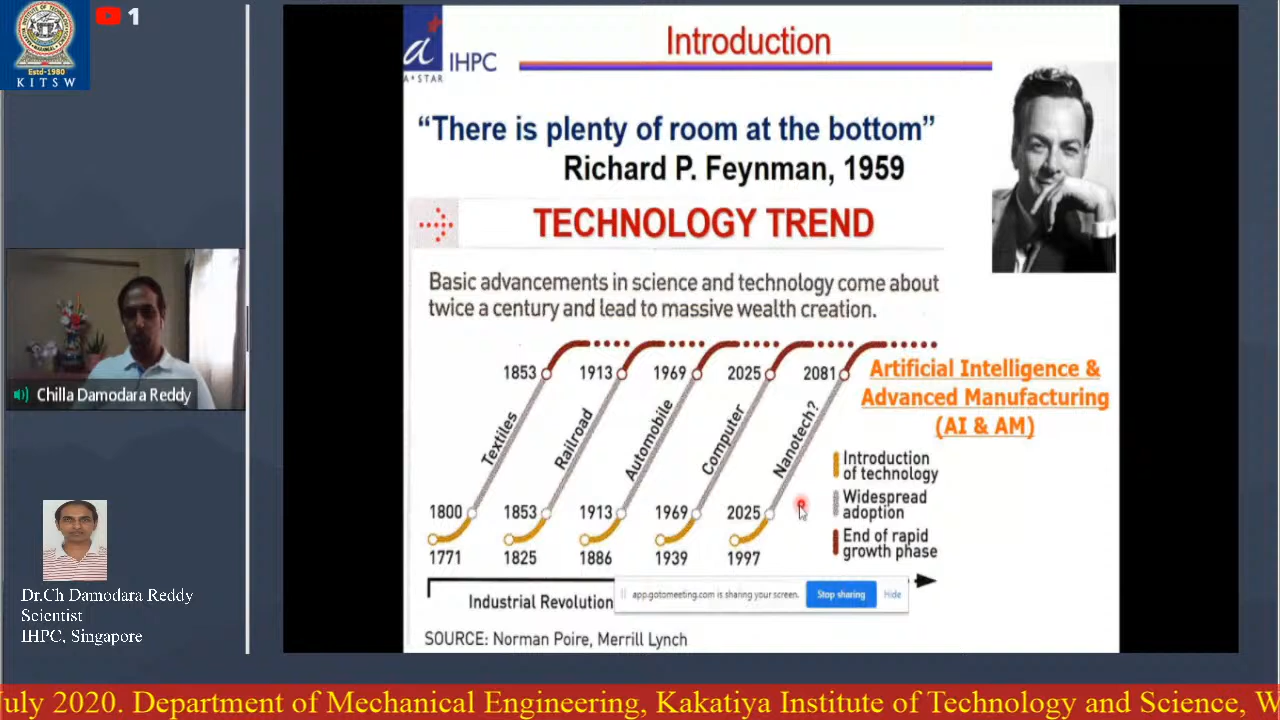 Estd-1980
KITSW
1
A★STAR
IHPC
Introduction
“There is plenty of room at the bottom”
Richard P. Feynman, 1959
TECHNOLOGY TREND
Basic advancements in science and technology come about
twice a century and lead to massive wealth creation.
1853 1913 1969 2025 2081
Artificial Intelligence &
Advanced Manufacturing
(AI & AM)
Textiles
Railroad
Automobile
Computer
Nanotech?
1800 1853 1913 1969 2025
1771 1825 1886 1939 1997
Introduction
of technology
Widespread
adoption
End of rapid
growth phase
Industrial Revolution
app.gotomeeting.com is sharing your screen.
Stop sharing
Hide
SOURCE: Norman Poire, Merrill Lynch
Chilla Damodara Reddy
Dr.Ch Damodara Reddy
Scientist
IHPC, Singapore
July 2020. Department of Mechanical Engineering, Kakatiya Institute of Technology and Science, W